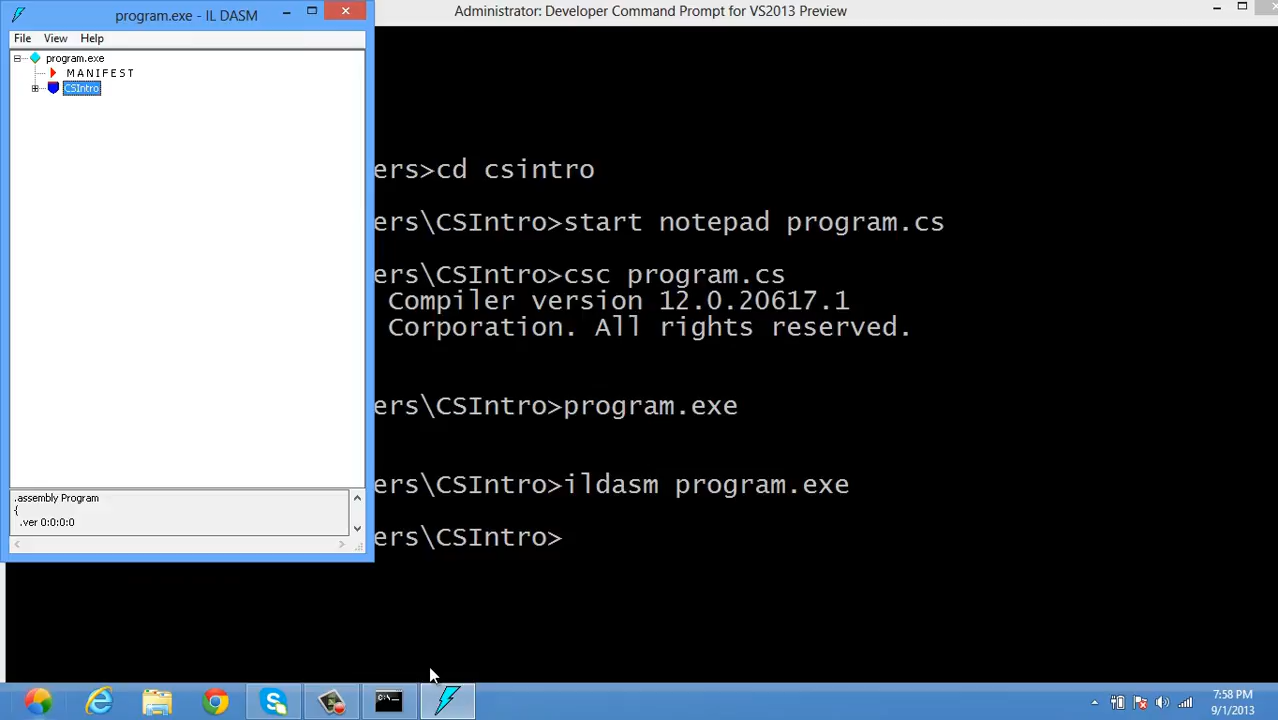 program.exe - IL DASM
File View Help
program.exe
MANIFEST
CSIntro
.assembly Program
{
.ver 0:0:0:0
Administrator: Developer Command Prompt for VS2013 Preview
ers>cd csintro
ers\CSIntro>start notepad program.cs
ers\CSIntro>csc program.cs
Compiler version 12.0.20617.1
Corporation. All rights reserved.
ers\CSIntro>program.exe
ers\CSIntro>ildasm program.exe
ers\CSIntro>
7:58 PM
9/1/2013